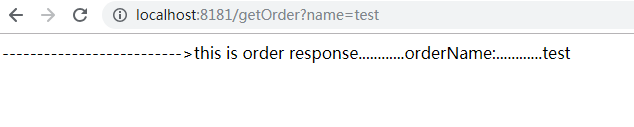 localhost:8181/getOrder?name=test
-------------------------->this is order response............orderName:............test